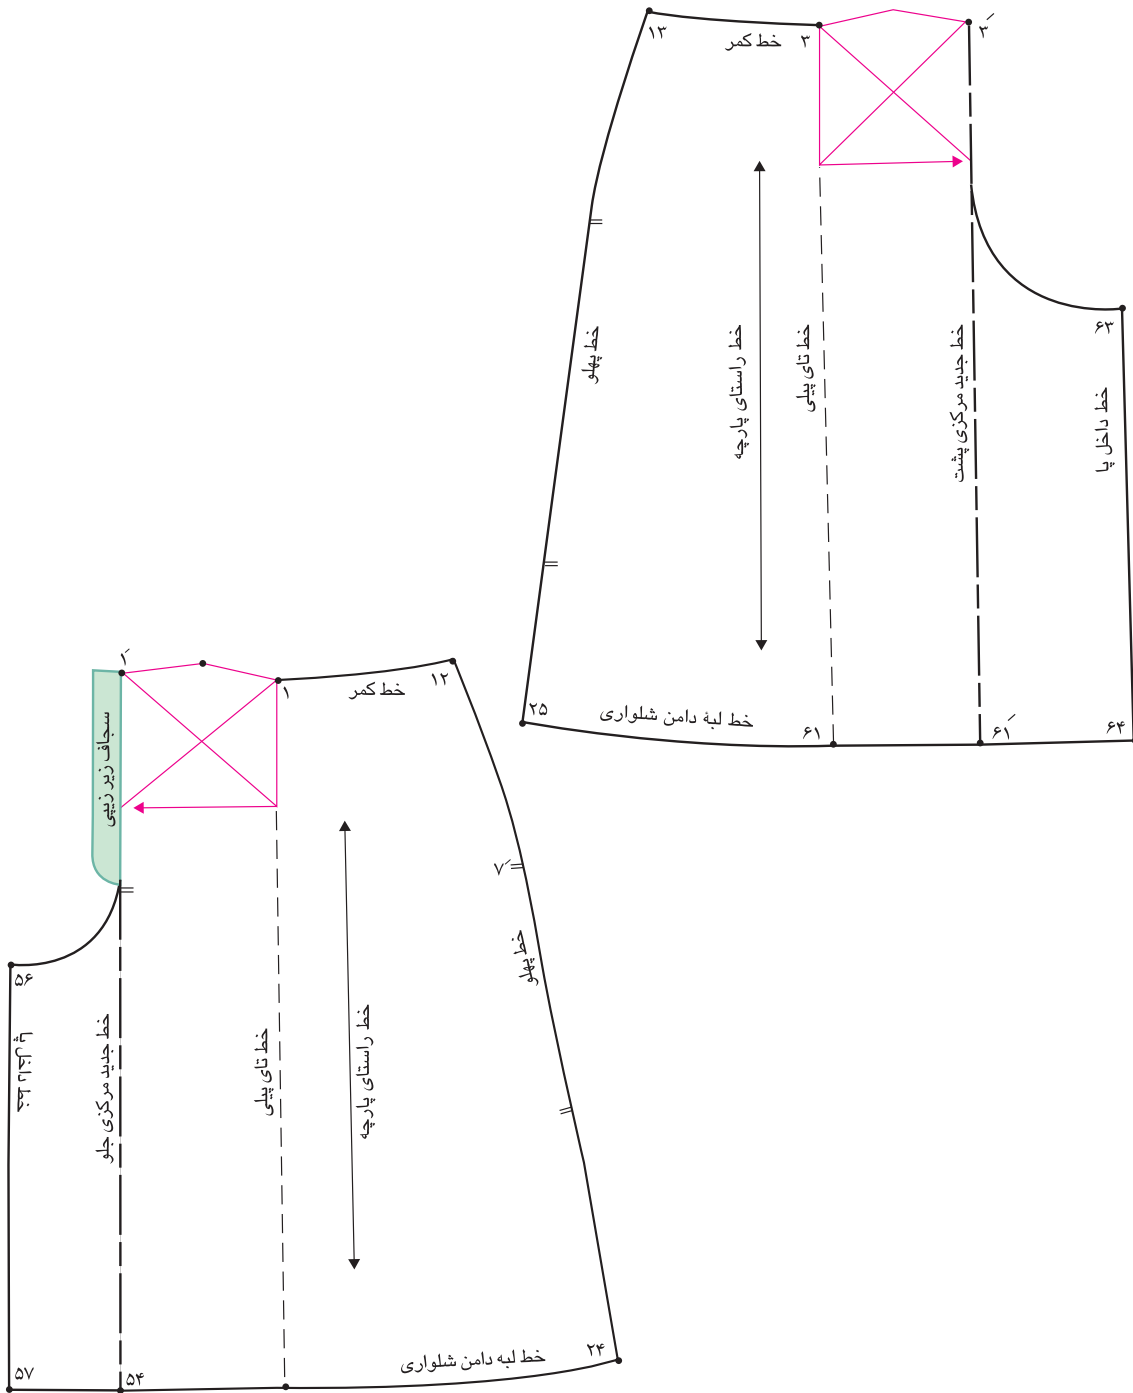 ۱۳
خط کمر
۳
۳′
خط پهلو
خط راستای پارچه
خط تای پیلی
خط جدید مرکزی پشت
۶۳
خط داخل پا
۲۵
خط لبۀ دامن شلواری
۶۱
۶۱′
۶۴
۱′
۱
خط کمر
۱۲
سجاف زیر زیپی
۷′
خط پهلو
۵۶
خط داخل پا
خط جدید مرکزی جلو
خط تای پیلی
خط راستای پارچه
۵۷
۵۴
خط لبه دامن شلواری
۲۴